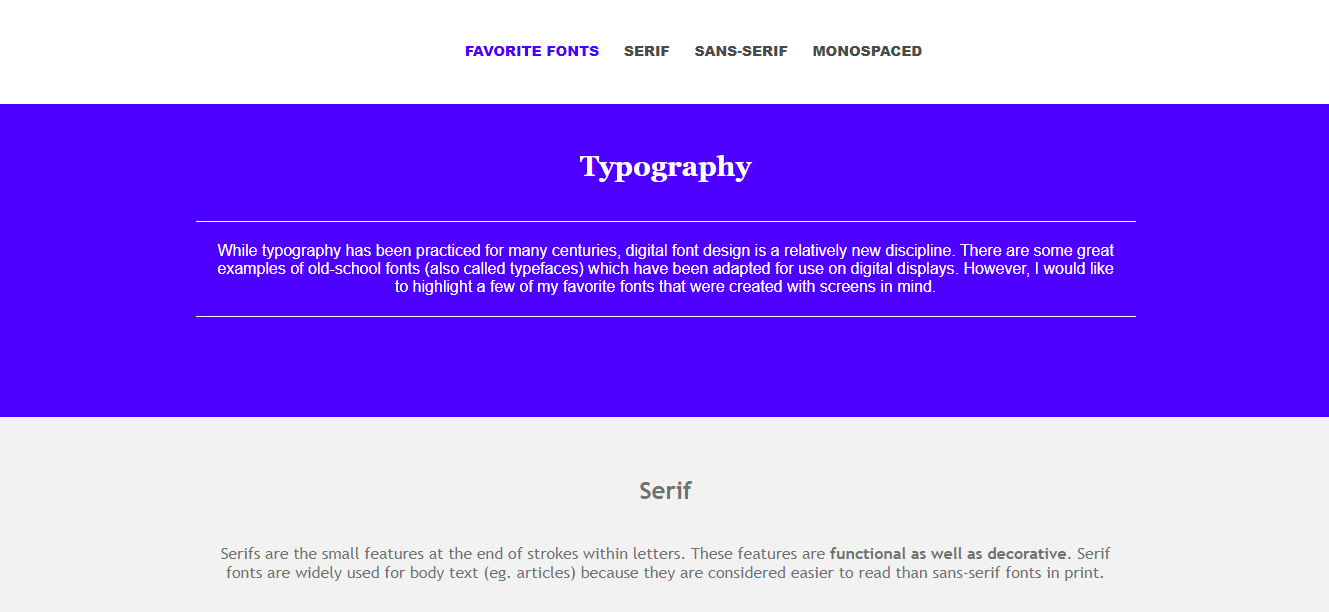 FAVORITE FONTS SERIF SANS-SERIF MONOSPACED
Typography
While typography has been practiced for many centuries, digital font design is a relatively new discipline. There are some great
examples of old-school fonts (also called typefaces) which have been adapted for use on digital displays. However, I would like
to highlight a few of my favorite fonts that were created with screens in mind.
Serif
Serifs are the small features at the end of strokes within letters. These features are functional as well as decorative. Serif
fonts are widely used for body text (eg. articles) because they are considered easier to read than sans-serif fonts in print.